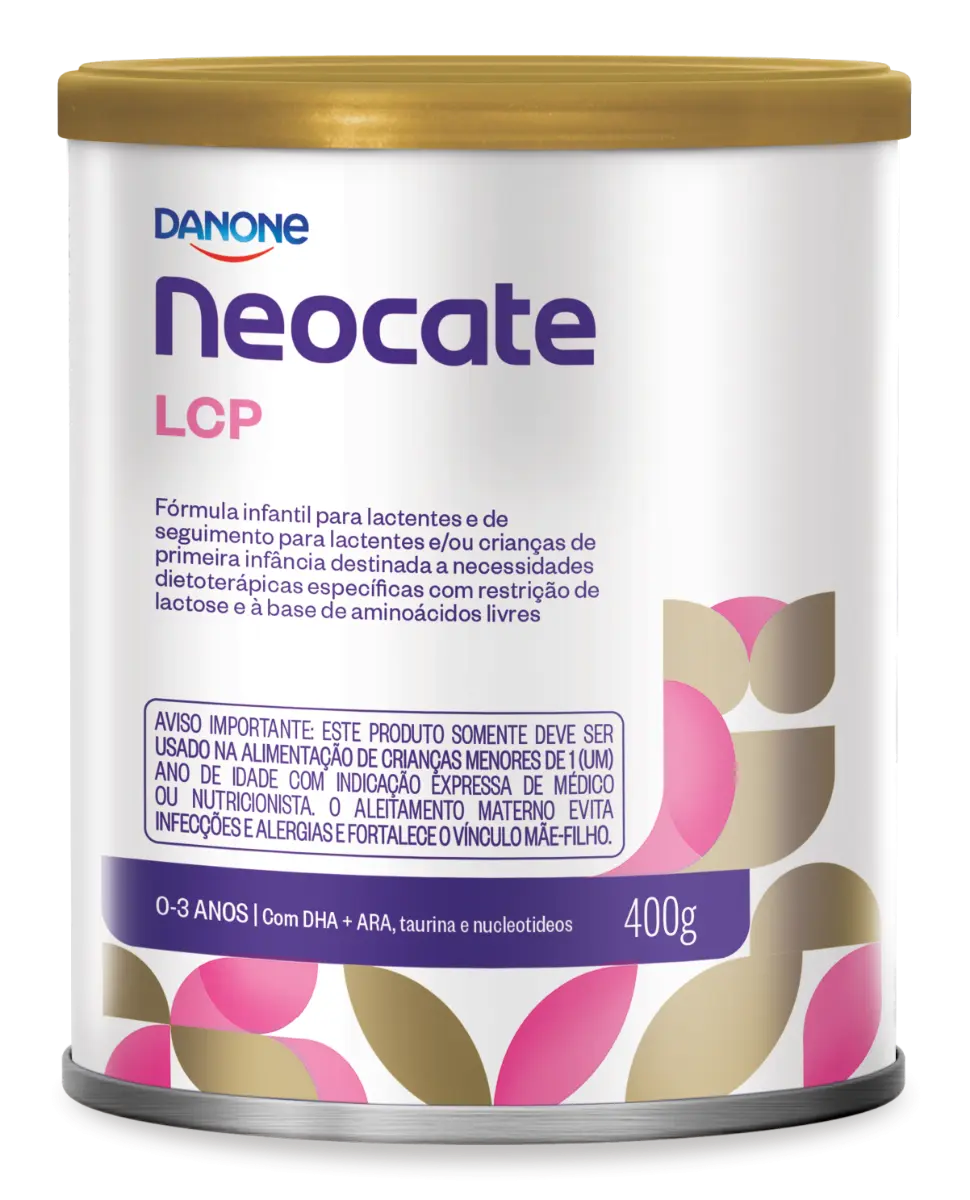 DANONE
Neocate
LCP
Fórmula infantil para lactentes e de
seguimento para lactentes e/ou crianças de
primeira infância destinada a necessidades
dietoterápicas específicas com restrição de
lactose e à base de aminoácidos livres
AVISO IMPORTANTE: ESTE PRODUTO SOMENTE DEVE SER
USADO NA ALIMENTAÇÃO DE CRIANÇAS MENORES DE 1 (UM)
ANO DE IDADE COM INDICAÇÃO EXPRESSA DE MÉDICO
OU NUTRICIONISTA. O ALEITAMENTO MATERNO EVITA
INFECÇÕES E ALERGIAS E FORTALECE O VÍNCULO MÃE-FILHO.
0-3 ANOS | Com DHA + ARA, taurina e nucleotideos 400g